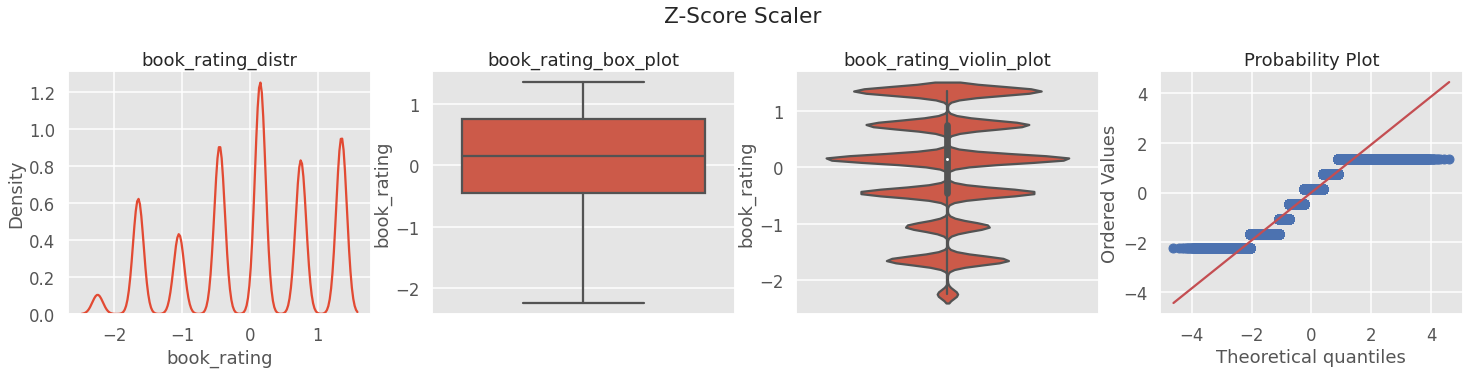 Z-Score Scaler
book_rating_distr
1.2
1.0
0.8
0.6
0.4
0.2
0.0
Density
−2
−1
0
1
book_rating
book_rating_box_plot
1
0
−1
−2
book_rating
book_rating_violin_plot
1
0
−1
−2
book_rating
Probability Plot
4
2
0
−2
−4
Ordered Values
−4
−2
0
2
4
Theoretical quantiles